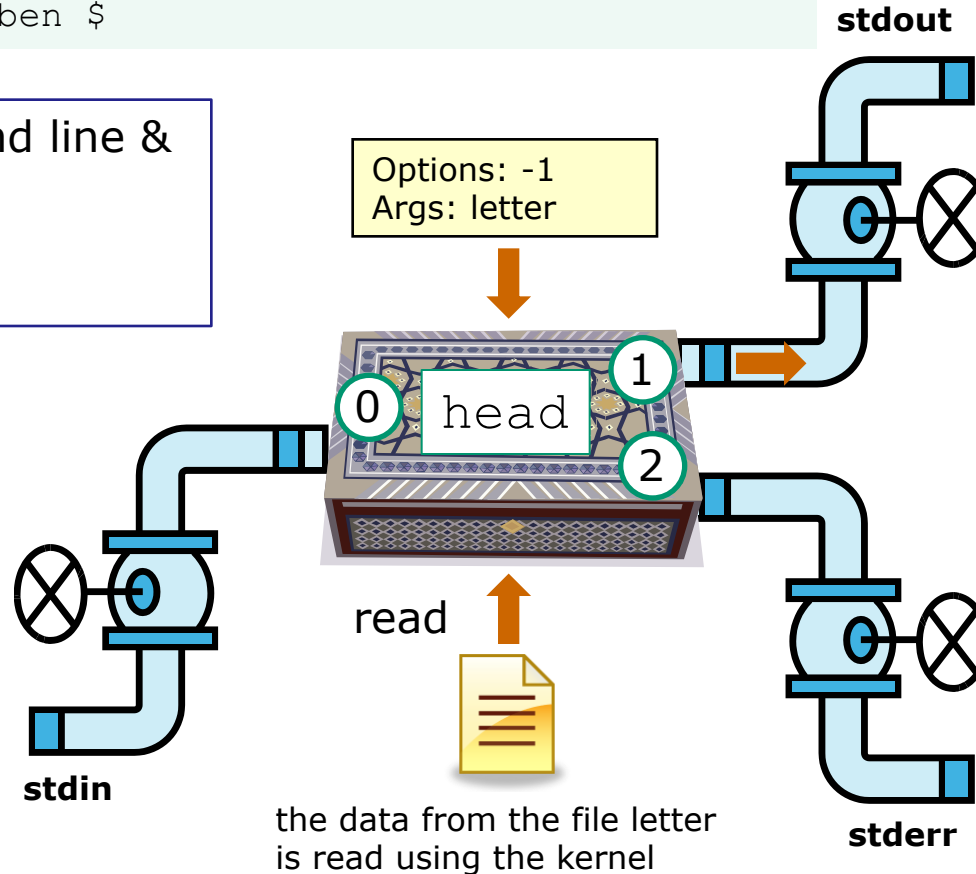 ben $
stdout
nd line &
Options: -1
Args: letter
1
0
head
2
read
stdin
the data from the file letter
is read using the kernel
stderr